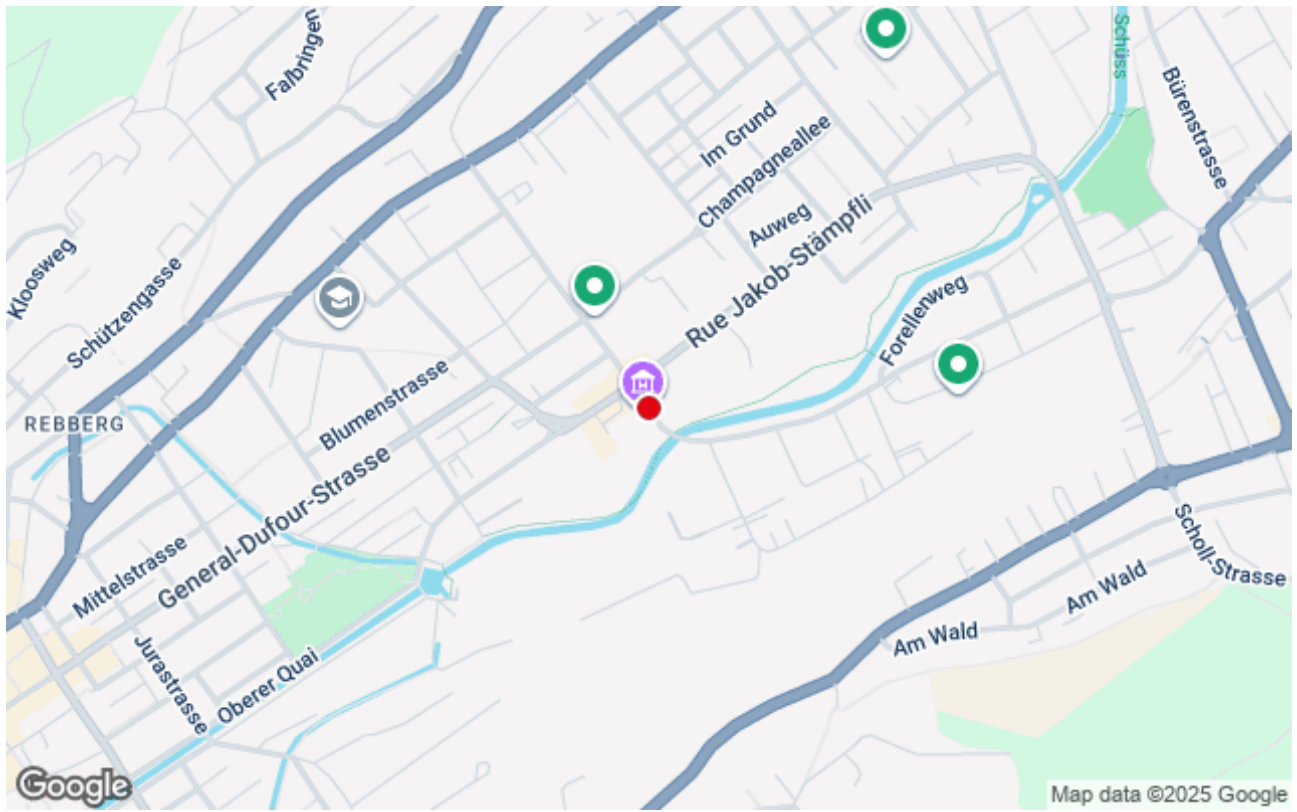 Falbringen
Schüss
Bürenstrasse
Im Grund
Champagneallee
Auweg
Kloosweg
Schützengasse
Rue Jakob-Stämpfli
Forellenweg
REBBERG
Blumenstrasse
General-Dufour-Strasse
Mittelstrasse
Scholl-Strasse
Am Wald
Am Wald
Jurastrasse
Oberer Quai
Google
Map data ©2025 Google